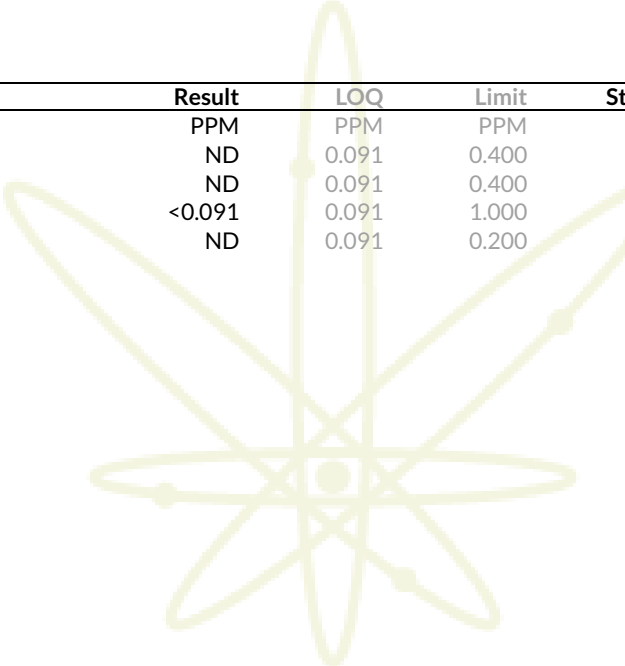 Result LOQ Limit St
PPM PPM PPM
ND 0.091 0.400
ND 0.091 0.400
<0.091 0.091 1.000
ND 0.091 0.200